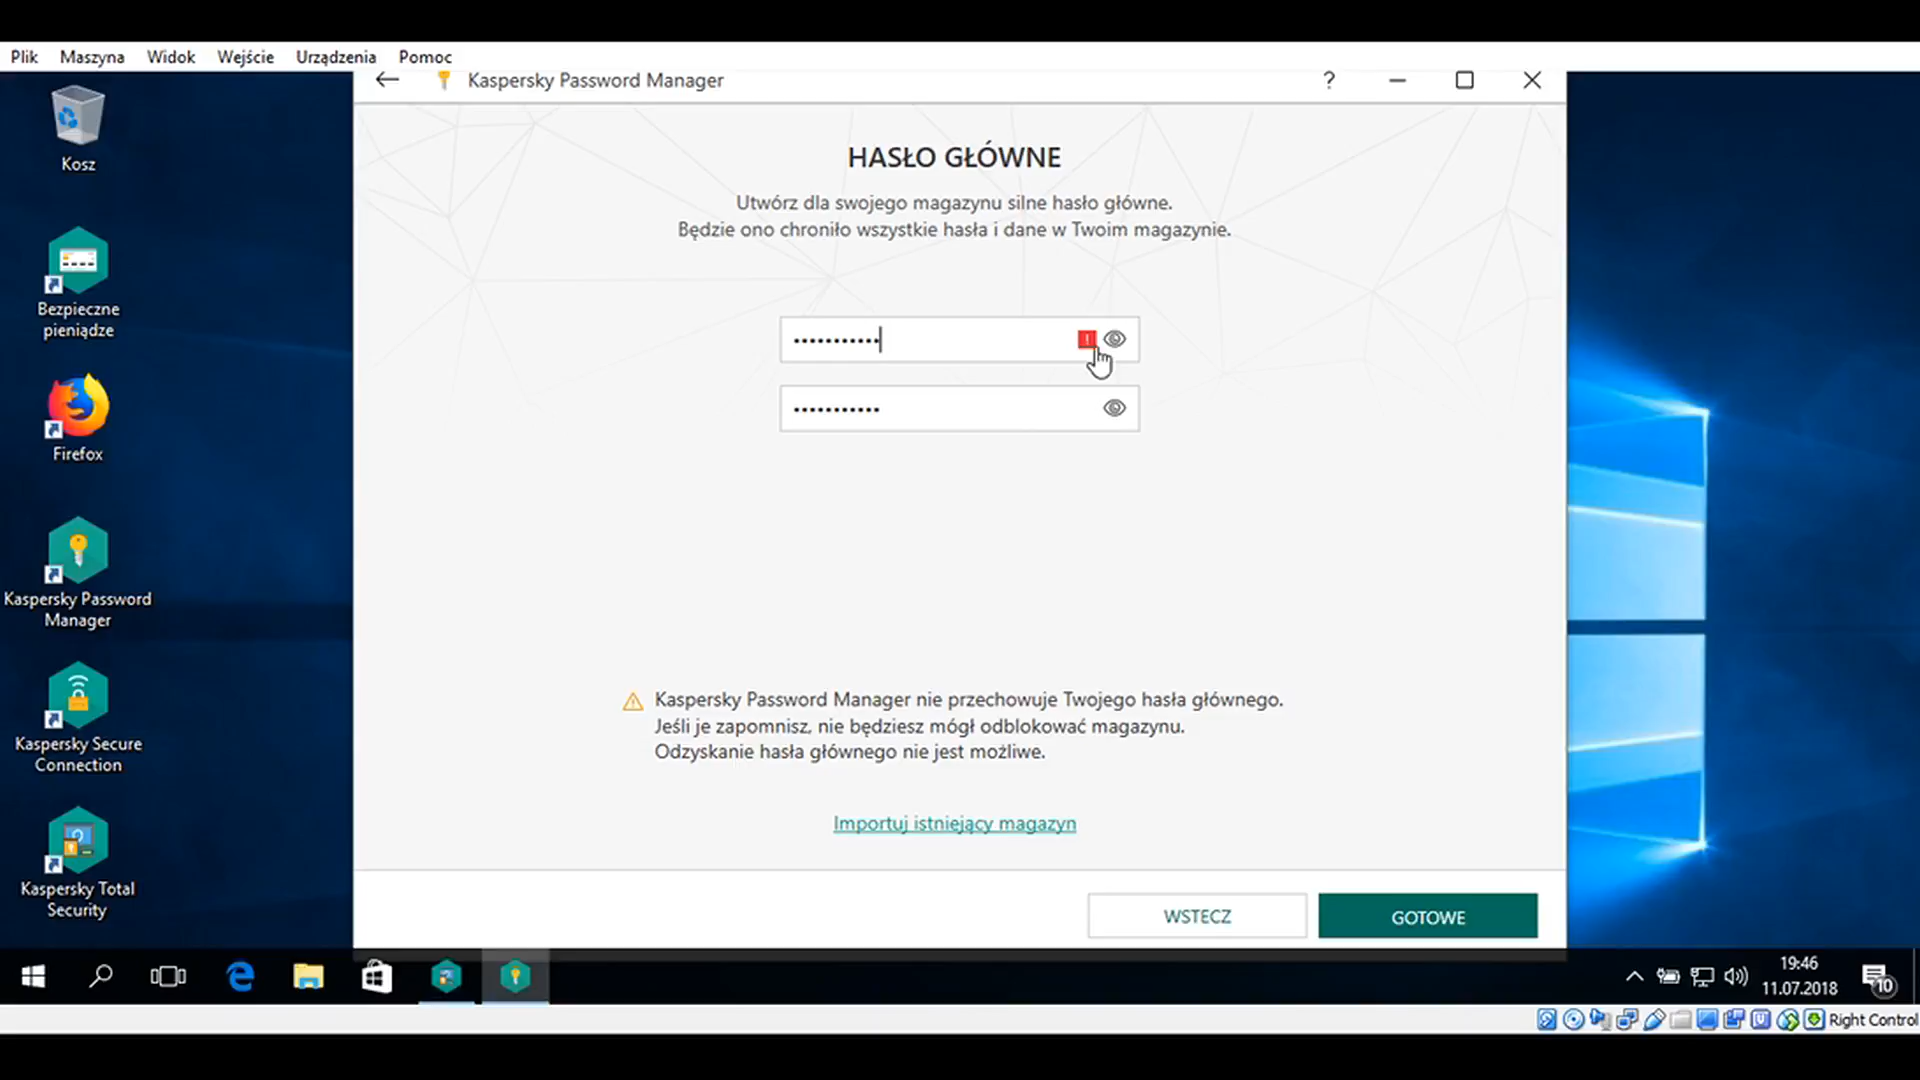 Plik Maszyna Widok Wejście Urządzenia Pomoc
Kaspersky Password Manager
?
Kosz
Bezpieczne
pieniądze
Firefox
Kaspersky Password
Manager
Kaspersky Secure
Connection
Kaspersky Total
Security
HASŁO GŁÓWNE
Utwórz dla swojego magazynu silne hasło główne.
Będzie ono chroniło wszystkie hasła i dane w Twoim magazynie.
Kaspersky Password Manager nie przechowuje Twojego hasła głównego.
Jeśli je zapomnisz, nie będziesz mógł odblokować magazynu.
Odzyskanie hasła głównego nie jest możliwe.
Importuj istniejący magazyn
WSTECZ GOTOWE
19:46
11.07.2018
10
Right Control